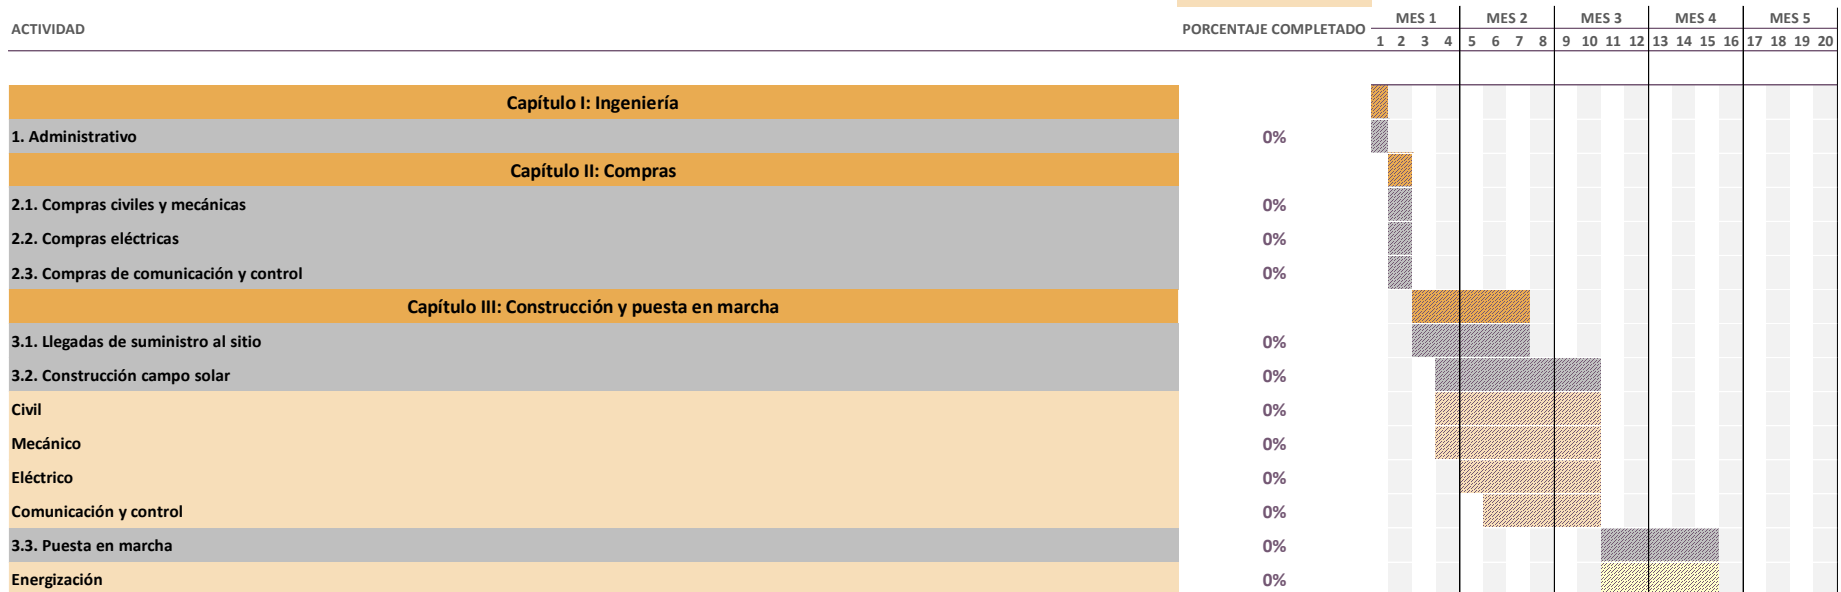 ACTIVIDAD PORCENTAJE COMPLETADO MES 1 MES 2 MES 3 MES 4 MES 5
1 2 3 4 5 6 7 8 9 10 11 12 13 14 15 16 17 18 19 20
Capítulo I: Ingeniería
1. Administrativo 0%
Capítulo II: Compras
2.1. Compras civiles y mecánicas 0%
2.2. Compras eléctricas 0%
2.3. Compras de comunicación y control 0%
Capítulo III: Construcción y puesta en marcha
3.1. Llegadas de suministro al sitio 0%
3.2. Construcción campo solar 0%
Civil 0%
Mecánico 0%
Eléctrico 0%
Comunicación y control 0%
3.3. Puesta en marcha 0%
Energización 0%